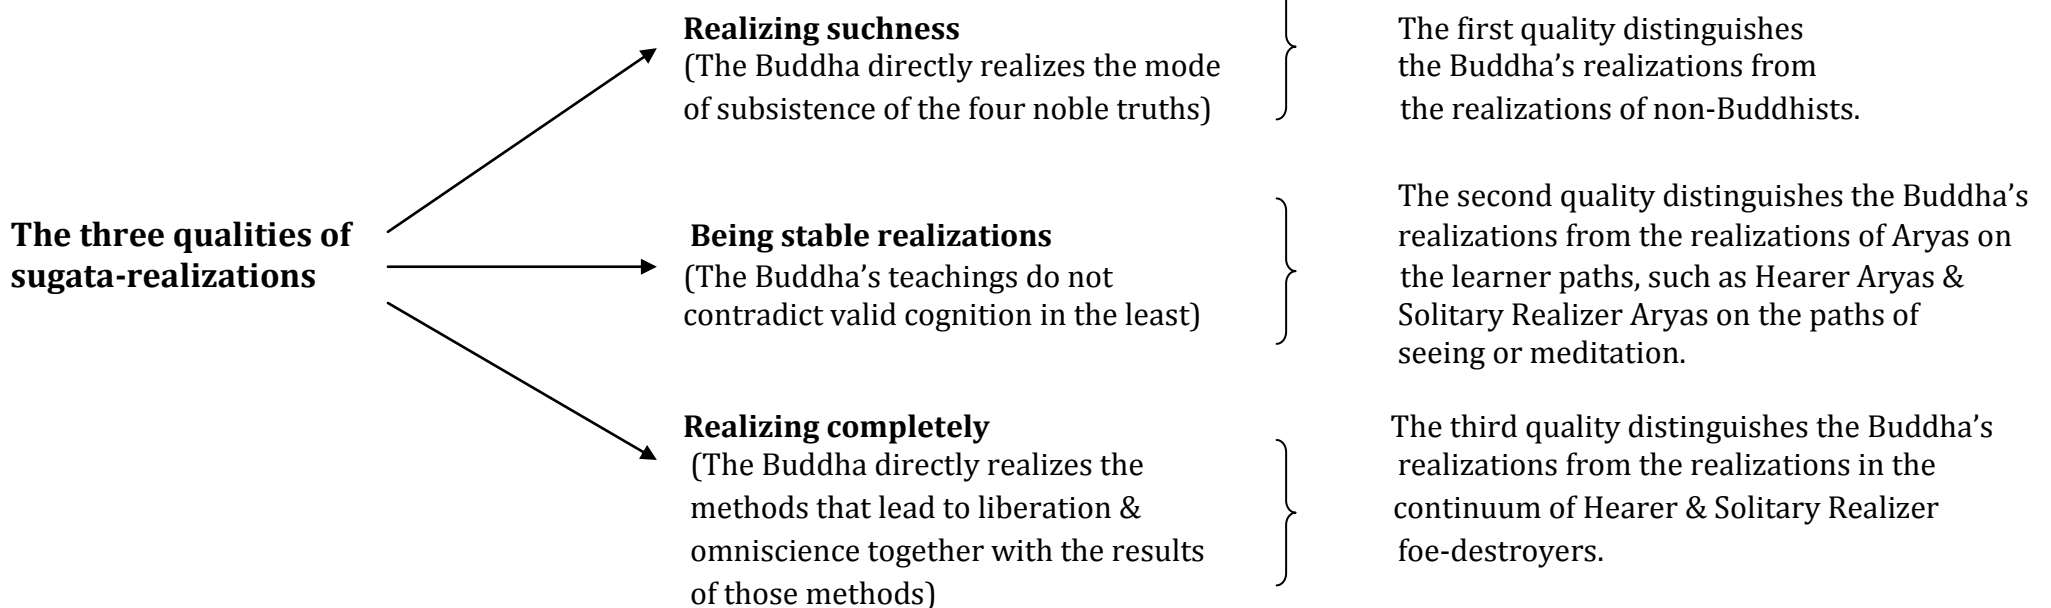 The three qualities of
sugata-realizations
Realizing suchness
(The Buddha directly realizes the mode
of subsistence of the four noble truths)
The first quality distinguishes
the Buddha’s realizations from
the realizations of non-Buddhists.
Being stable realizations
(The Buddha’s teachings do not
contradict valid cognition in the least)
The second quality distinguishes the Buddha’s
realizations from the realizations of Aryas on
the learner paths, such as Hearer Aryas &
Solitary Realizer Aryas on the paths of
seeing or meditation.
Realizing completely
(The Buddha directly realizes the
methods that lead to liberation &
omniscience together with the results
of those methods)
The third quality distinguishes the Buddha’s
realizations from the realizations in the
continuum of Hearer & Solitary Realizer
foe-destroyers.